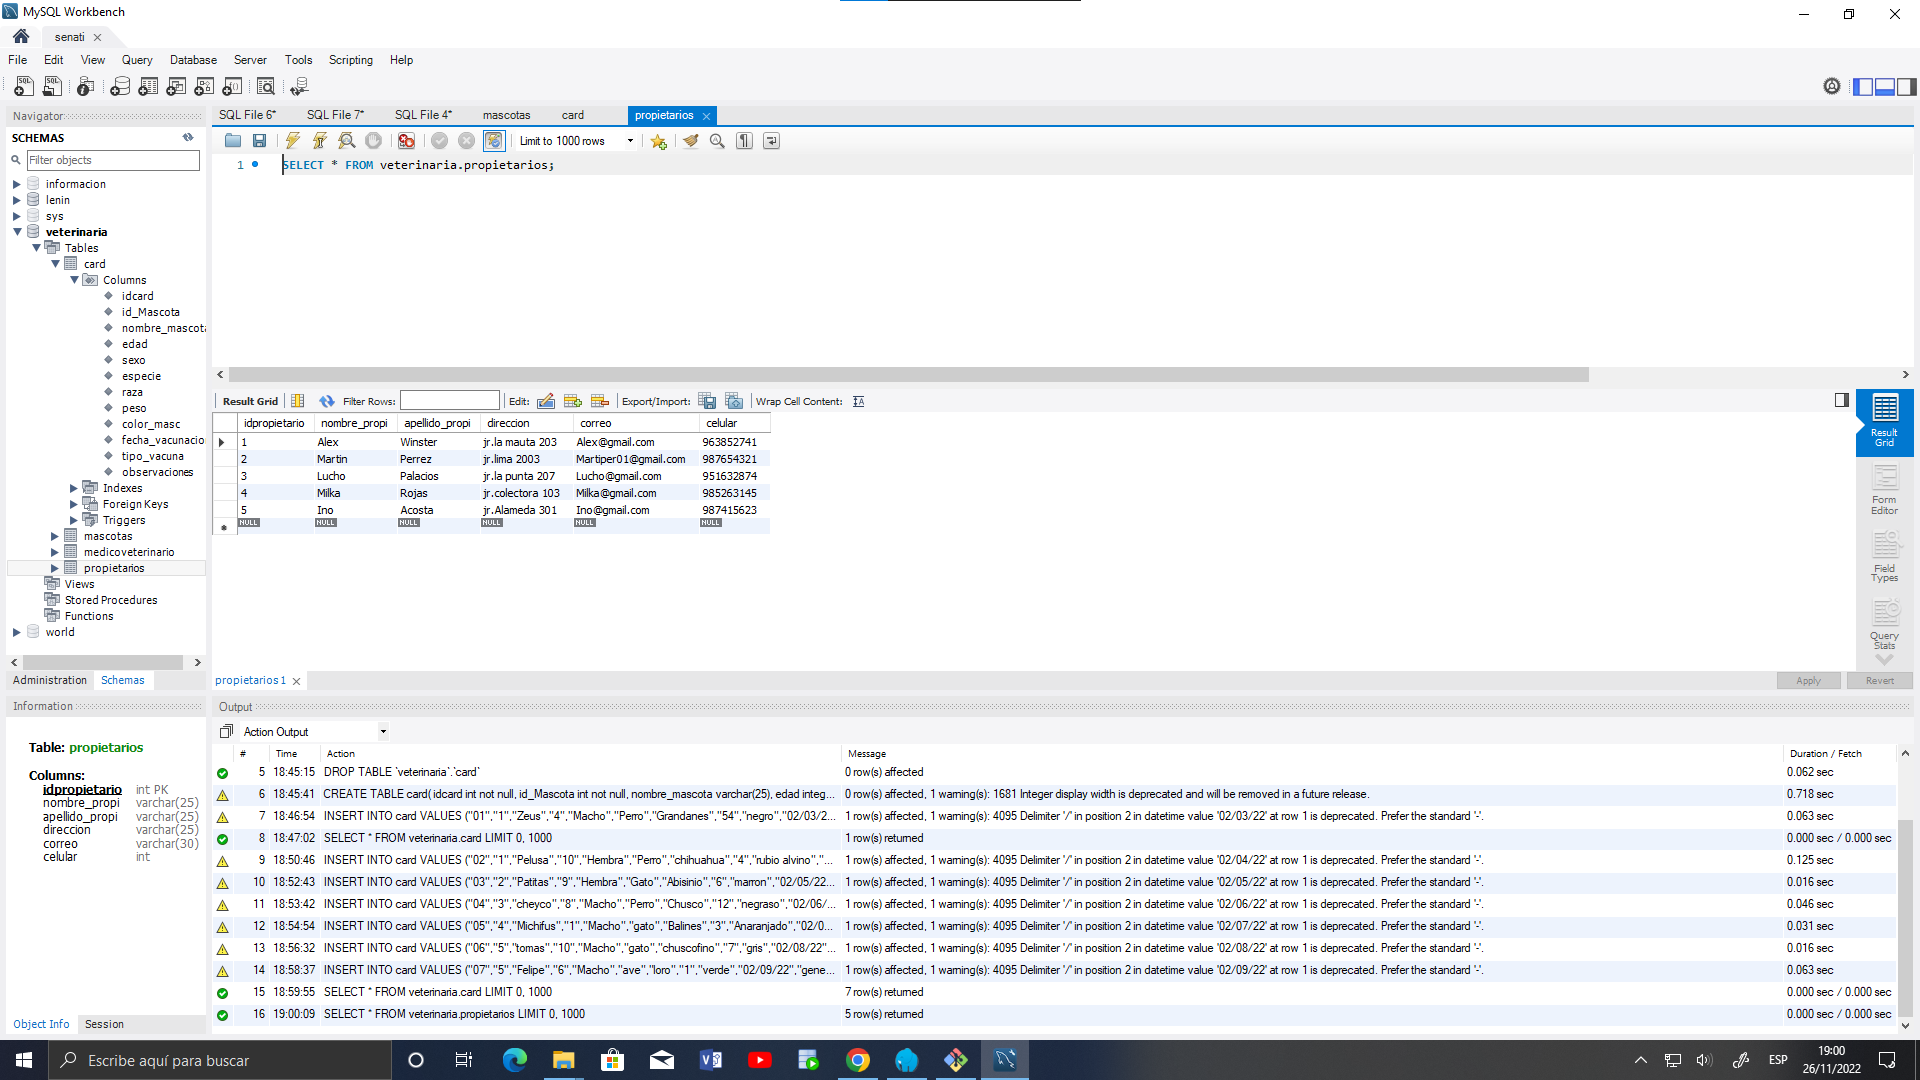 MySQL Workbench
senati
File Edit View Query Database Server Tools Scripting Help
Navigator
SCHEMAS
Filter objects
informacion
lenin
sys
veterinaria
Tables
card
Columns
idcard
id_Mascota
nombre_mascota
edad
sexo
especie
raza
peso
color_masc
fecha_vacunacio
tipo_vacuna
observaciones
Indexes
Foreign Keys
Triggers
mascotas
medicoveterinario
propietarios
Views
Stored Procedures
Functions
world
Administration Schemas
Information
Table: propietarios
Columns:
idpropietario int PK
nombre_propi varchar(25)
apellido_propi varchar(25)
direccion varchar(25)
correo varchar(30)
celular int
Object Info Session
SQL File 6* SQL File 7* SQL File 4* mascotas card propietarios
Limit to 1000 rows
1 SELECT * FROM veterinaria.propietarios;
Result Grid Filter Rows: Edit: Export/Import: Wrap Cell Content:
idpropietario nombre_propi apellido_propi direccion correo celular
1 Alex Winster jr.la mauta 203 Alex@gmail.com 963852741
2 Martin Perrez jr.lima 2003 Martiper01@gmail.com 987654321
3 Lucho Palacios jr.la punta 207 Lucho@gmail.com 951632874
4 Milka Rojas jr.colectora 103 Milka@gmail.com 985263145
5 Ino Acosta jr.Alameda 301 Ino@gmail.com 987415623
NULL NULL NULL NULL NULL NULL
Result
Grid
Form
Editor
Field
Types
Query
Stats
propietarios 1
Apply Revert
Output
Action Output
# Time Action Message Duration / Fetch
5 18:45:15 DROP TABLE `veterinaria`.`card` 0 row(s) affected 0.062 sec
6 18:45:41 CREATE TABLE card( idcard int not null, id_Mascota int not null, nombre_mascota varchar(25), edad integ... 0 row(s) affected, 1 warning(s): 1681 Integer display width is deprecated and will be removed in a future release. 0.718 sec
7 18:46:54 INSERT INTO card VALUES ("01","1","Zeus","4","Macho","Perro","Grandanes","54","negro","02/03/2... 1 row(s) affected, 1 warning(s): 4095 Delimiter '/' in position 2 in datetime value '02/03/22' at row 1 is deprecated. Prefer the standard '-'. 0.063 sec
8 18:47:02 SELECT * FROM veterinaria.card LIMIT 0, 1000 1 row(s) returned 0.000 sec / 0.000 sec
9 18:50:46 INSERT INTO card VALUES ("02","1","Pelusa","10","Hembra","Perro","chihuahua","4","rubio alvino","... 1 row(s) affected, 1 warning(s): 4095 Delimiter '/' in position 2 in datetime value '02/04/22' at row 1 is deprecated. Prefer the standard '-'. 0.125 sec
10 18:52:43 INSERT INTO card VALUES ("03","2","Patitas","9","Hembra","Gato","Abisinio","6","marron","02/05/22... 1 row(s) affected, 1 warning(s): 4095 Delimiter '/' in position 2 in datetime value '02/05/22' at row 1 is deprecated. Prefer the standard '-'. 0.016 sec
11 18:53:42 INSERT INTO card VALUES ("04","3","cheyco","8","Macho","Perro","Chusco","12","negraso","02/06/... 1 row(s) affected, 1 warning(s): 4095 Delimiter '/' in position 2 in datetime value '02/06/22' at row 1 is deprecated. Prefer the standard '-'. 0.046 sec
12 18:54:54 INSERT INTO card VALUES ("05","4","Michifus","1","Macho","gato","Balines","3","Anaranjado","02/0... 1 row(s) affected, 1 warning(s): 4095 Delimiter '/' in position 2 in datetime value '02/07/22' at row 1 is deprecated. Prefer the standard '-'. 0.031 sec
13 18:56:32 INSERT INTO card VALUES ("06","5","tomas","10","Macho","gato","chuscofino","7","gris","02/08/22"... 1 row(s) affected, 1 warning(s): 4095 Delimiter '/' in position 2 in datetime value '02/08/22' at row 1 is deprecated. Prefer the standard '-'. 0.016 sec
14 18:58:37 INSERT INTO card VALUES ("07","5","Felipe","6","Macho","ave","loro","1","verde","02/09/22","gene... 1 row(s) affected, 1 warning(s): 4095 Delimiter '/' in position 2 in datetime value '02/09/22' at row 1 is deprecated. Prefer the standard '-'. 0.063 sec
15 18:59:55 SELECT * FROM veterinaria.card LIMIT 0, 1000 7 row(s) returned 0.000 sec / 0.000 sec
16 19:00:09 SELECT * FROM veterinaria.propietarios LIMIT 0, 1000 5 row(s) returned 0.000 sec / 0.000 sec
Escribe aquí para buscar
ESP
19:00
26/11/2022